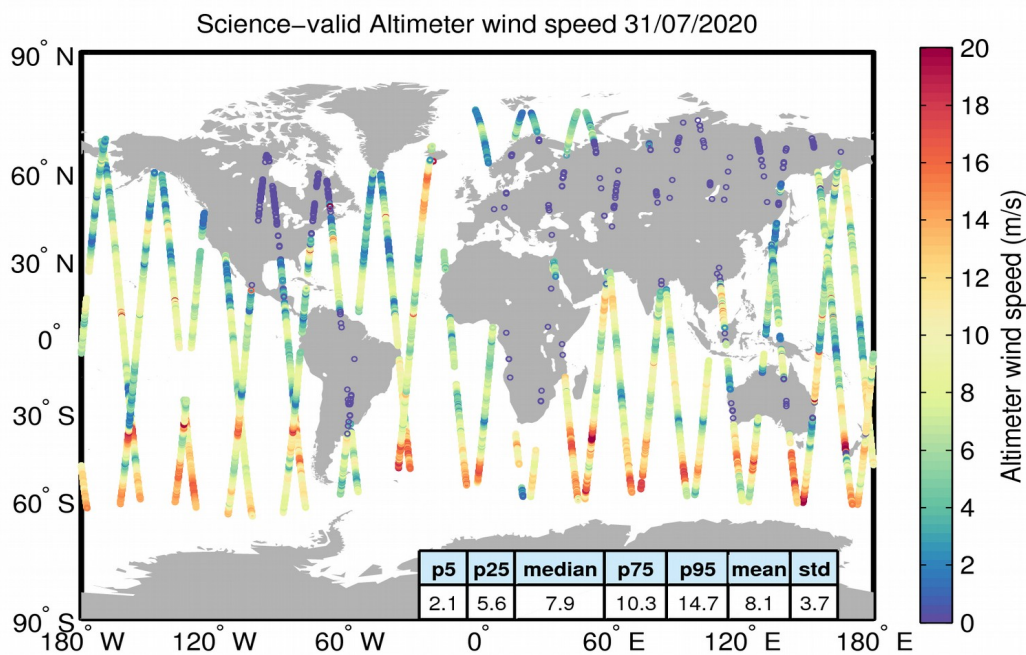 Science−valid Altimeter wind speed 31/07/2020
90° N
60° N
30° N
0°
30° S
60° S
90° S
180° W
120° W
60° W
0°
60° E
120° E
180° E
p5 p25 median p75 p95 mean std
2.1 5.6 7.9 10.3 14.7 8.1 3.7
20
18
16
14
12
10
8
6
4
2
0
Altimeter wind speed (m/s)